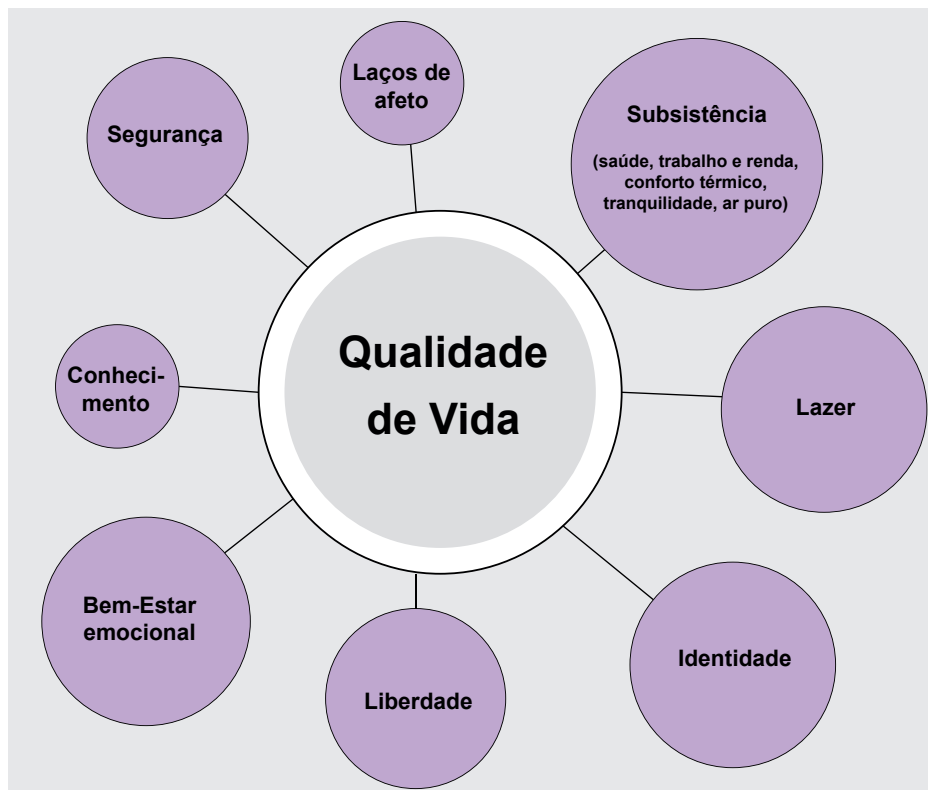 Laços de
afeto
Subsistência
(saúde, trabalho e renda,
conforto térmico,
tranquilidade, ar puro)
Segurança
Qualidade
de Vida
Conheci-
mento
Lazer
Bem-Estar
emocional
Liberdade
Identidade